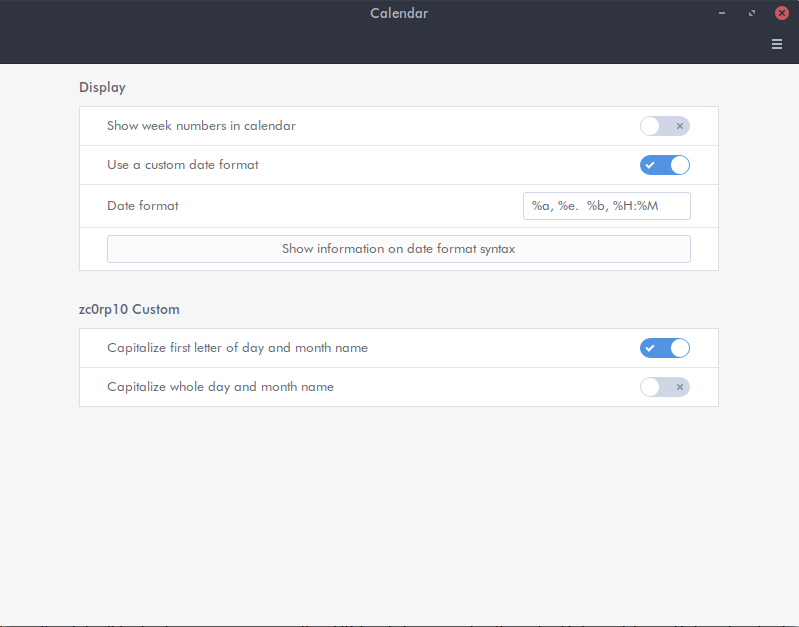 Calendar
Display
Show week numbers in calendar
Use a custom date format
Date format
%a, %e.  %b, %H:%M
Show information on date format syntax
zc0rp10 Custom
Capitalize first letter of day and month name
Capitalize whole day and month name